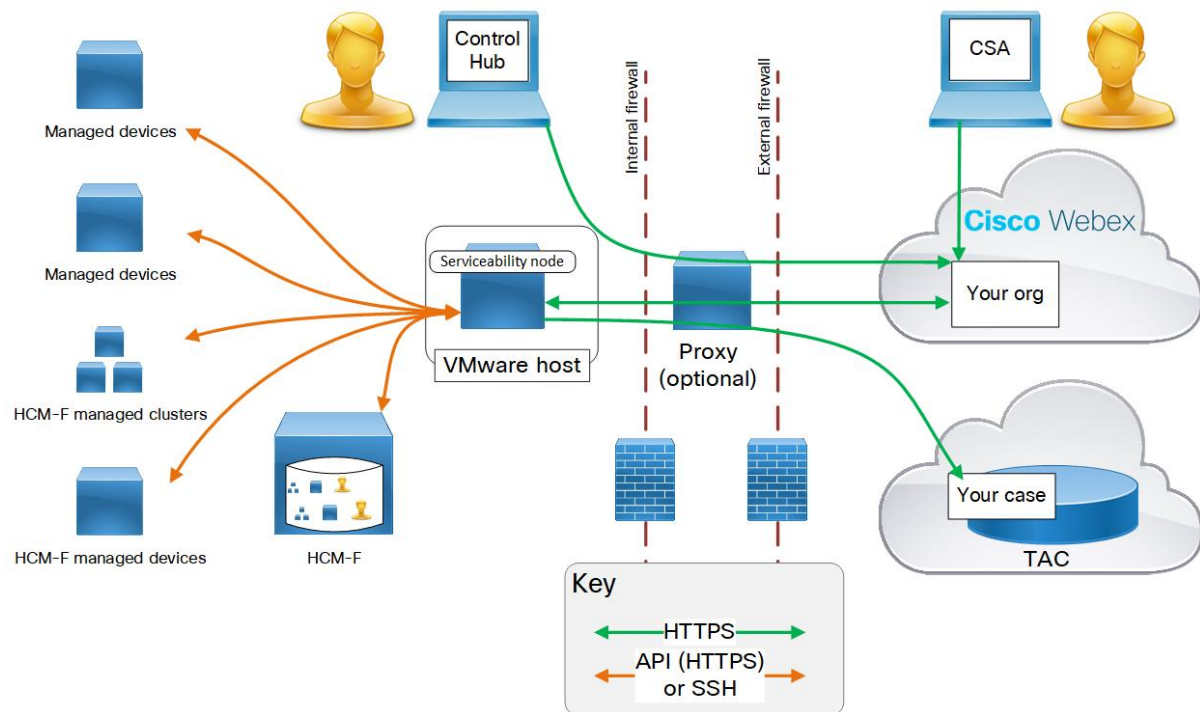 Control
Hub
CSA
Managed devices
Internal firewall
External firewall
Cisco Webex
Managed devices
Serviceability node
Your org
VMware host
Proxy
(optional)
HCM-F managed clusters
Your case
HCM-F managed devices
HCM-F
TAC
Key
HTTPS
API (HTTPS)
or SSH